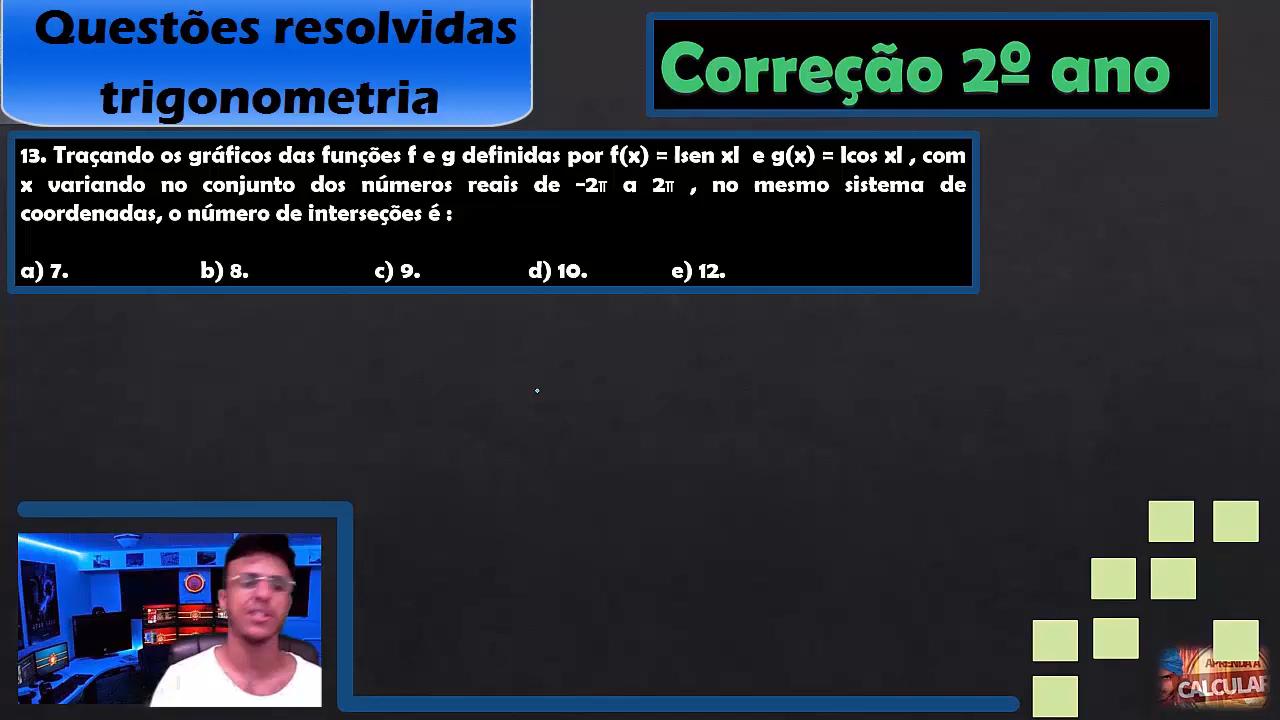 Questões resolvidas
trigonometria
Correção 2º ano
13. Traçando os gráficos das funções f e g definidas por f(x) = lsen xl e g(x) = lcos xl , com
x variando no conjunto dos números reais de -2π a 2π , no mesmo sistema de
coordenadas, o número de interseções é :
a) 7. b) 8. c) 9. d) 10. e) 12.
APRENDA A
CALCULAR